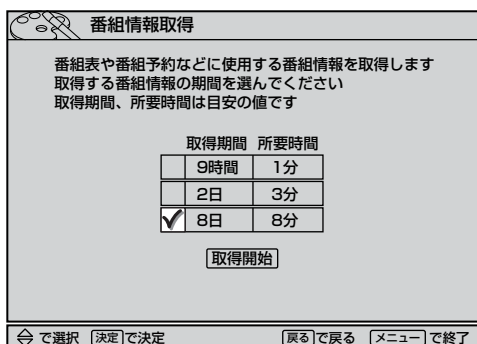 番組情報取得
番組表や番組予約などに使用する番組情報を取得します
取得する番組情報の期間を選んでください
取得期間、所要時間は目安の値です
取得期間 所要時間
9時間 1分
2日 3分
8日 8分
取得開始
で選択 決定で決定 戻るで戻る メニューで終了